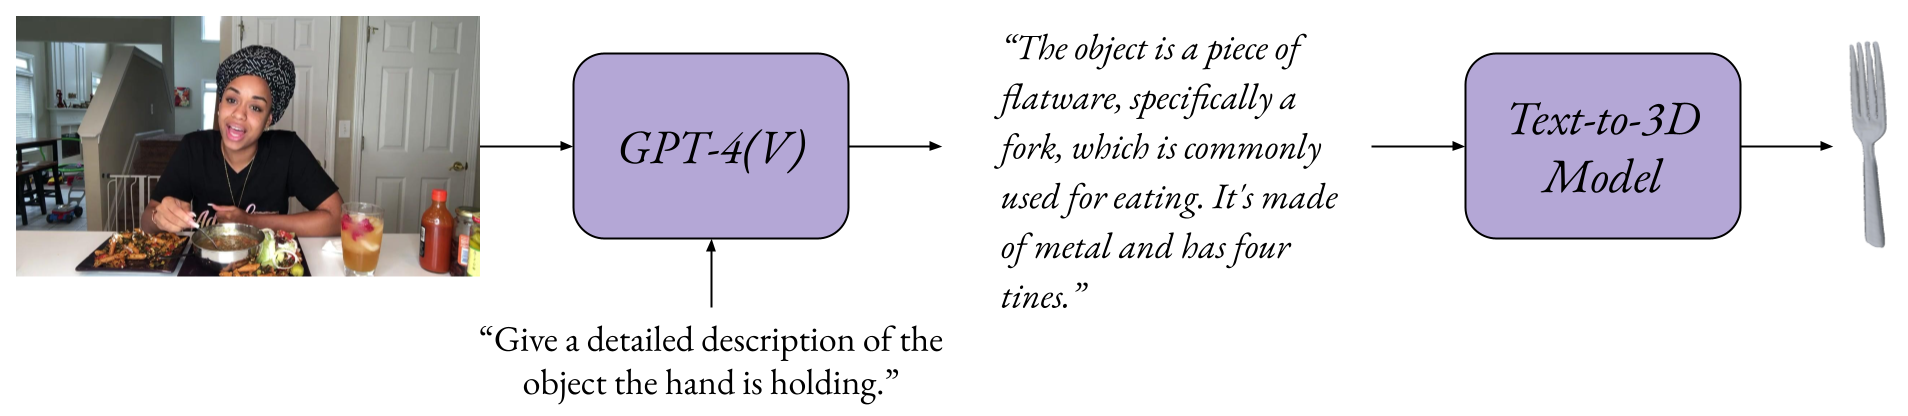 GPT-4(V)
“Give a detailed description of the
object the hand is holding.”
“The object is a piece of
flatware, specifically a
fork, which is commonly
used for eating. It's made
of metal and has four
tines.”
Text-to-3D
Model